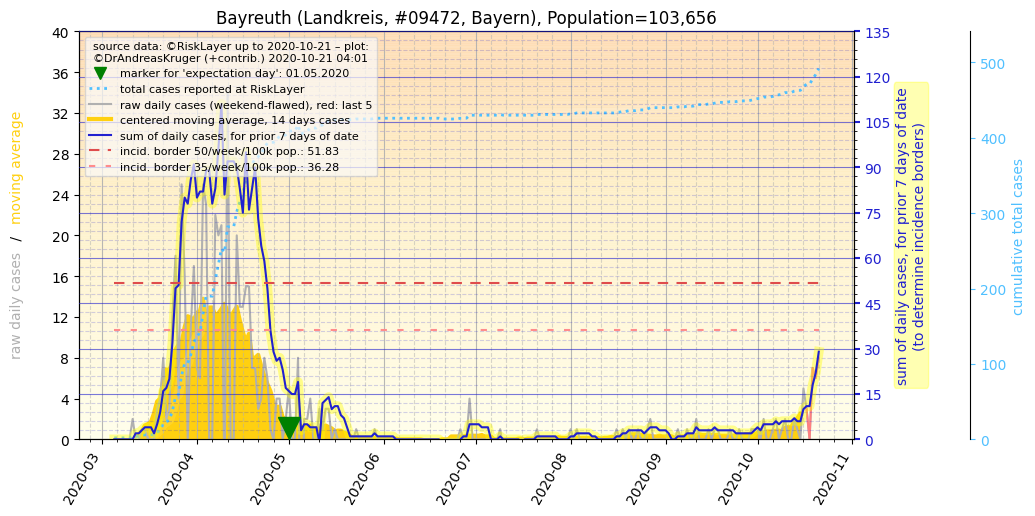 Bayreuth (Landkreis, #09472, Bayern), Population=103,656
source data: ©RiskLayer up to 2020-10-21 – plot:
©DrAndreasKruger (+contrib.) 2020-10-21 04:01
marker for 'expectation day': 01.05.2020
total cases reported at RiskLayer
raw daily cases (weekend-flawed), red: last 5
centered moving average, 14 days cases
sum of daily cases, for prior 7 days of date
incid. border 50/week/100k pop.: 51.83
incid. border 35/week/100k pop.: 36.28
raw daily cases / moving average
40
36
32
28
24
20
16
12
8
4
0
2020-03
2020-04
2020-05
2020-06
2020-07
2020-08
2020-09
2020-10
2020-11
135
120
105
90
75
60
45
30
15
0
sum of daily cases, for prior 7 days of date
(to determine incidence borders)
500
400
300
200
100
0
cumulative total cases